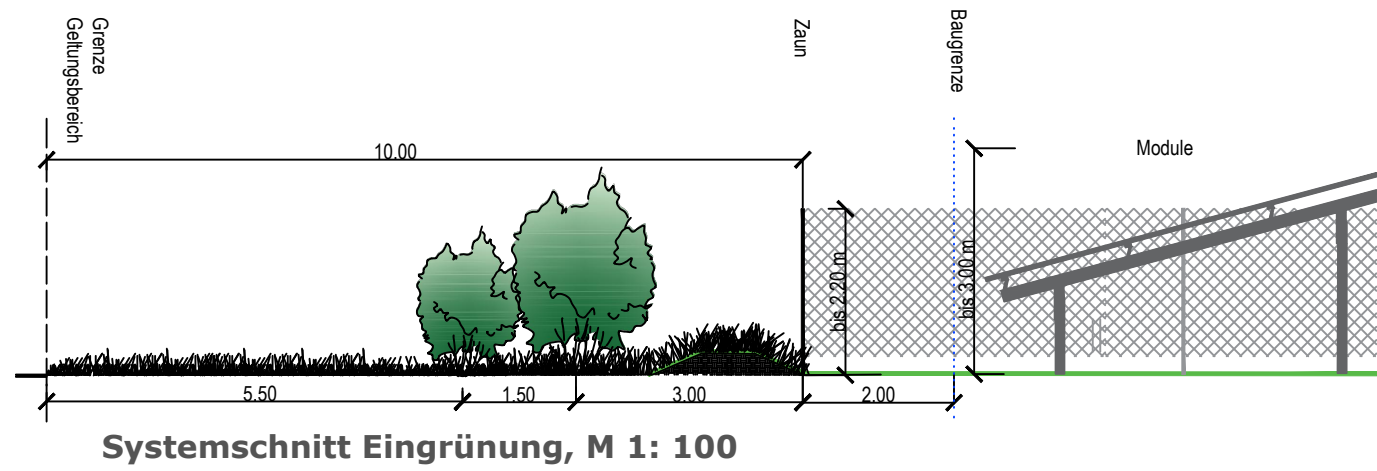 Grenze
Geltungsbereich
Zaun
Baugrenze
10.00
Module
bis 2.20 m
bis 3.00 m
5.50
1.50
3.00
2.00
Systemschnitt Eingrünung, M 1: 100